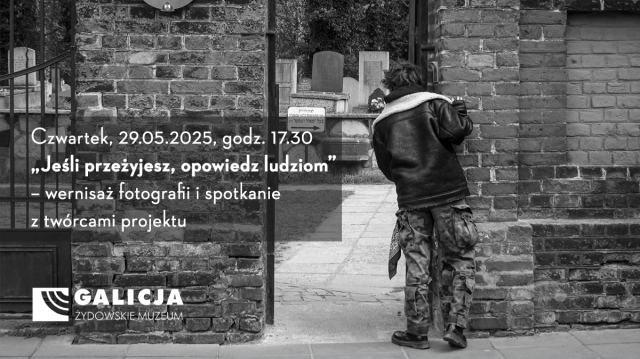 Czwartek, 29.05.2025, godz. 17.30
„Jeśli przeżyjesz, opowiedz ludziom”
– wernisaż fotografii i spotkanie
z twórcami projektu
GALICJA
ŻYDOWSKIE MUZEUM